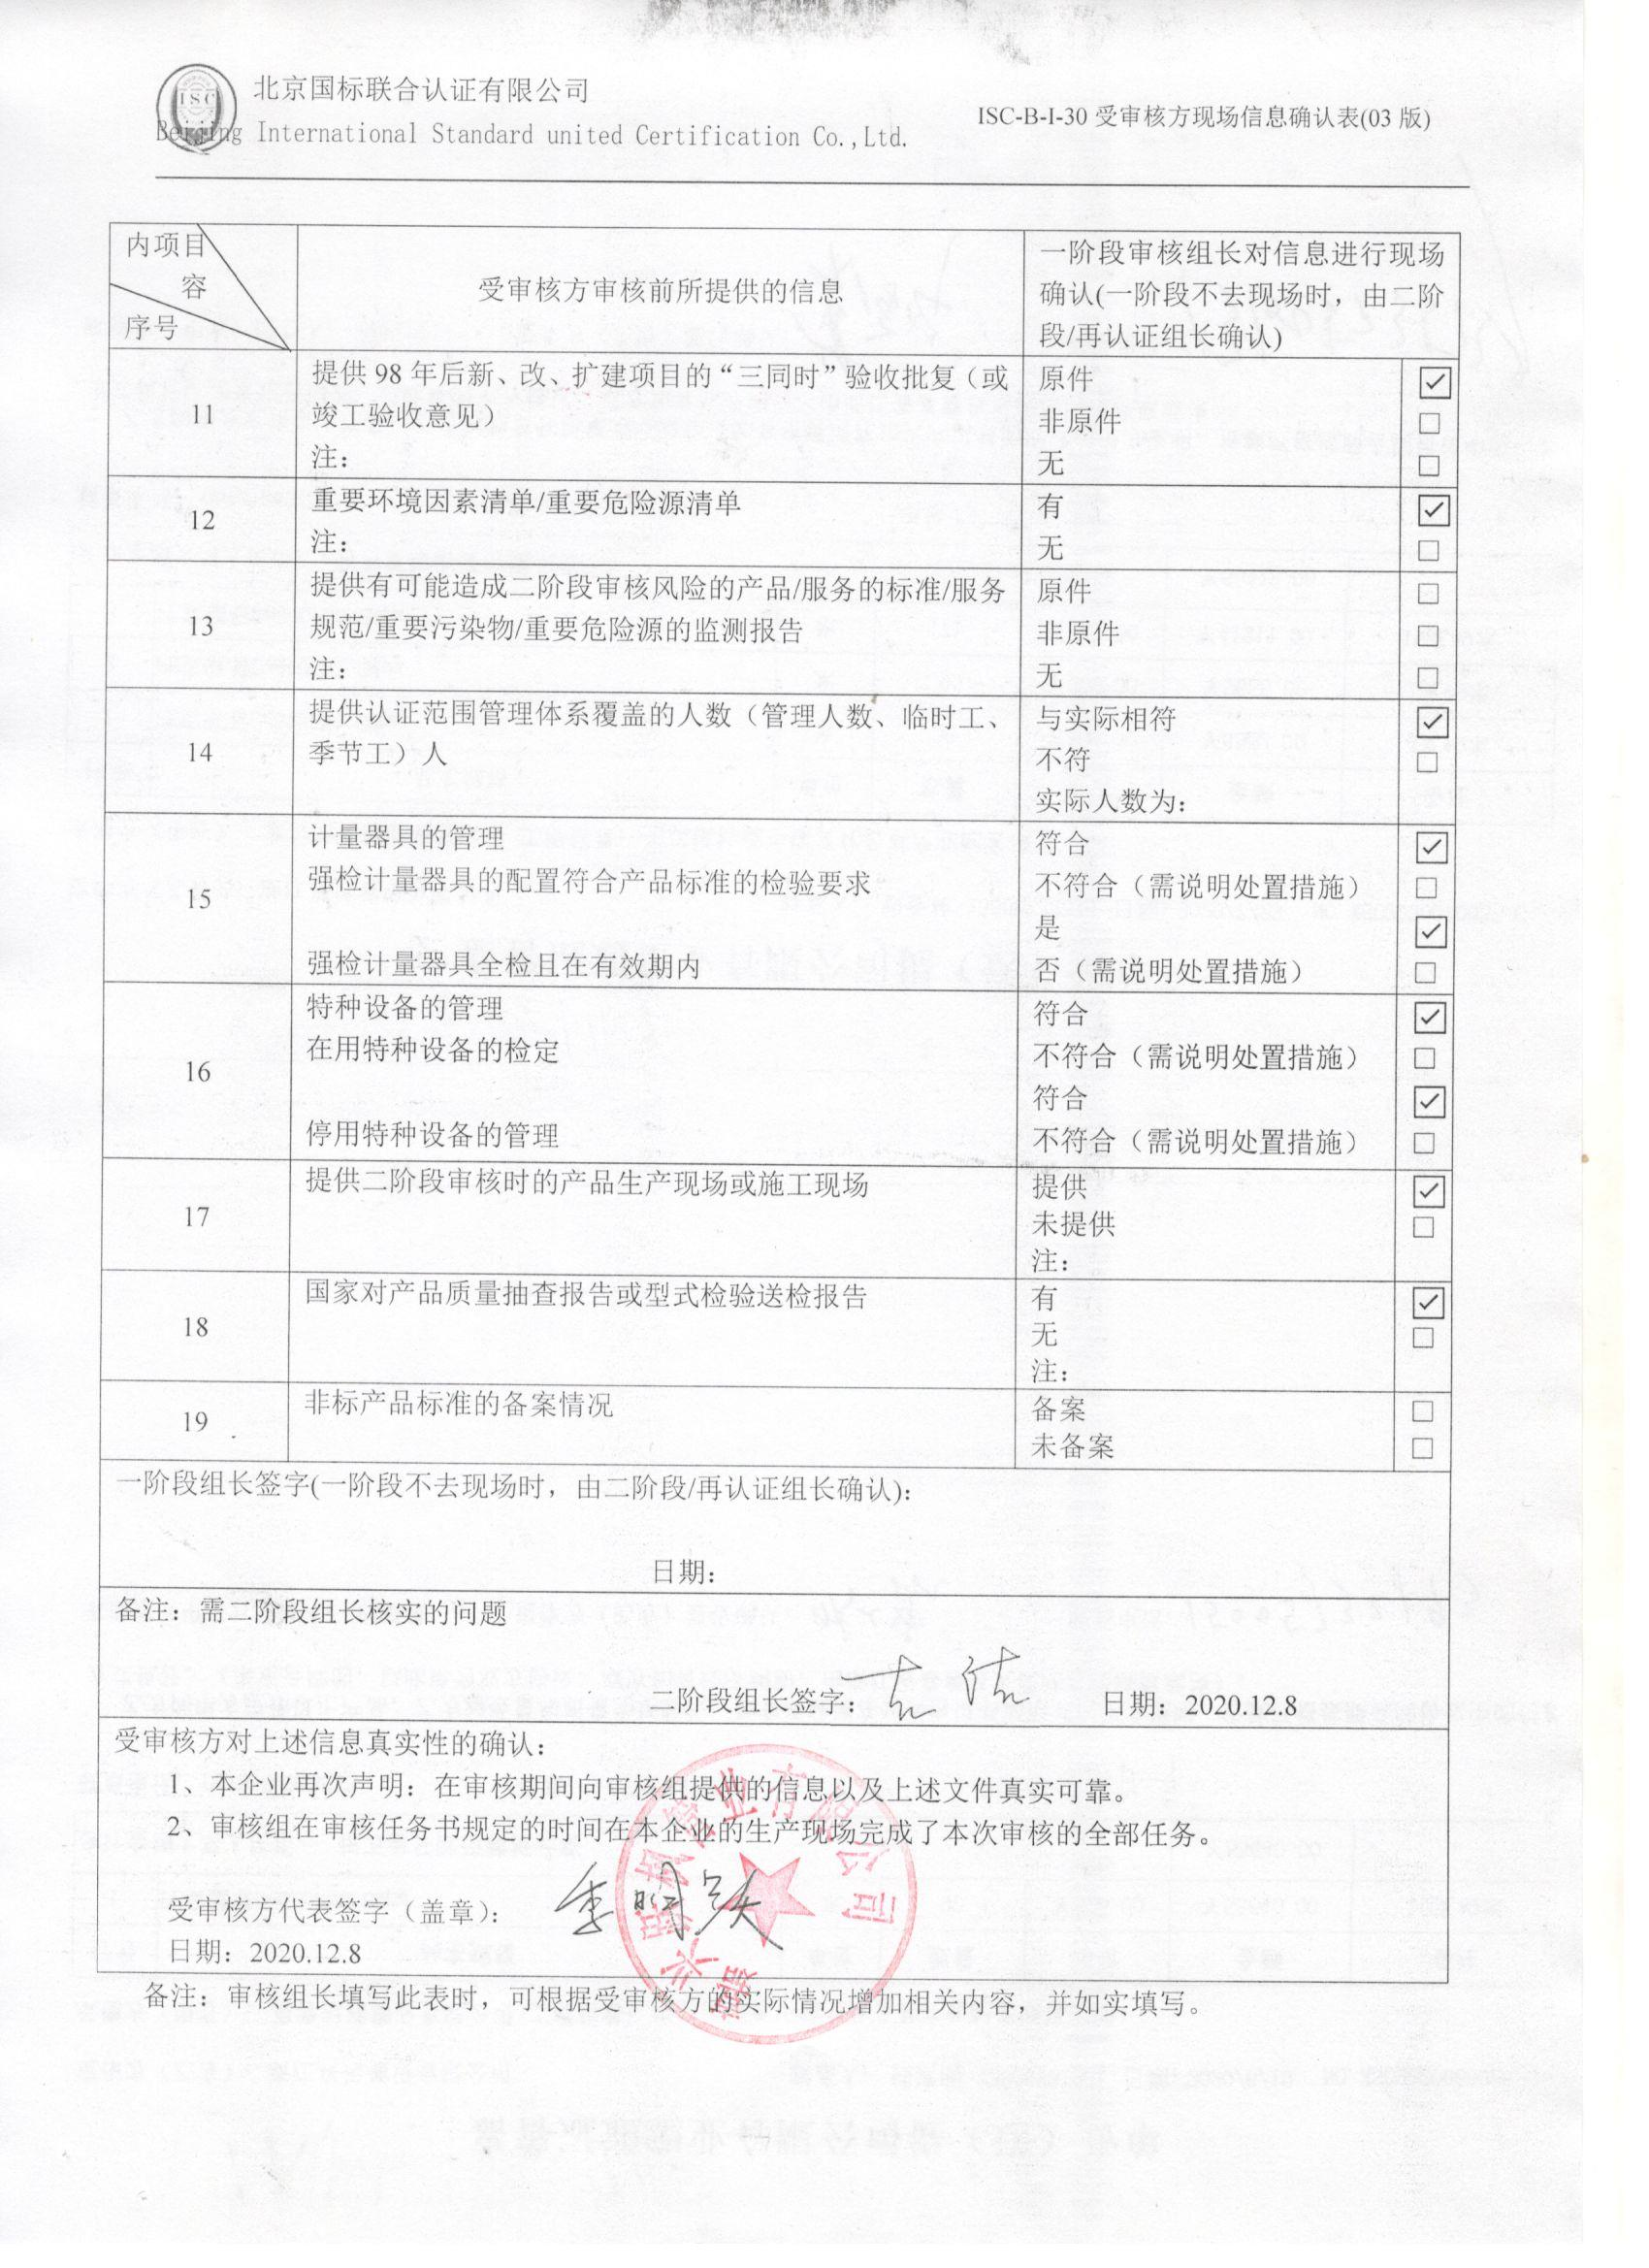 ISC
北京国标联合认证有限公司
Beijing International Standard united Certification Co.,Ltd.
ISC-B-I-30 受审核方现场信息确认表(03 版)
内项目
容
序号
受审核方审核前所提供的信息
一阶段审核组长对信息进行现场
确认(一阶段不去现场时，由二阶
段/再认证组长确认)
11
提供 98 年后新、改、扩建项目的“三同时”验收批复（或
竣工验收意见）
注：
原件 ☑
非原件 □
无 □
12
重要环境因素清单/重要危险源清单
注：
有 ☑
无 □
13
提供有可能造成二阶段审核风险的产品/服务的标准/服务
规范/重要污染物/重要危险源的监测报告
注：
原件 □
非原件 □
无 □
14
提供认证范围管理体系覆盖的人数（管理人数、临时工、
季节工）人
与实际相符 ☑
不符 □
实际人数为：
15
计量器具的管理
强检计量器具的配置符合产品标准的检验要求
强检计量器具全检且在有效期内
符合 ☑
不符合（需说明处置措施） □
是 ☑
否（需说明处置措施） □
16
特种设备的管理
在用特种设备的检定
停用特种设备的管理
符合 ☑
不符合（需说明处置措施） □
符合 ☑
不符合（需说明处置措施） □
17
提供二阶段审核时的产品生产现场或施工现场
提供 ☑
未提供 □
注：
18
国家对产品质量抽查报告或型式检验送检报告
有 ☑
无 □
注：
19
非标产品标准的备案情况
备案 □
未备案 □
一阶段组长签字(一阶段不去现场时，由二阶段/再认证组长确认)：
日期：
备注：需二阶段组长核实的问题
二阶段组长签字： 日期：2020.12.8
受审核方对上述信息真实性的确认：
1、本企业再次声明：在审核期间向审核组提供的信息以及上述文件真实可靠。
2、审核组在审核任务书规定的时间在本企业的生产现场完成了本次审核的全部任务。
受审核方代表签字（盖章）：
日期：2020.12.8
备注：审核组长填写此表时，可根据受审核方的实际情况增加相关内容，并如实填写。